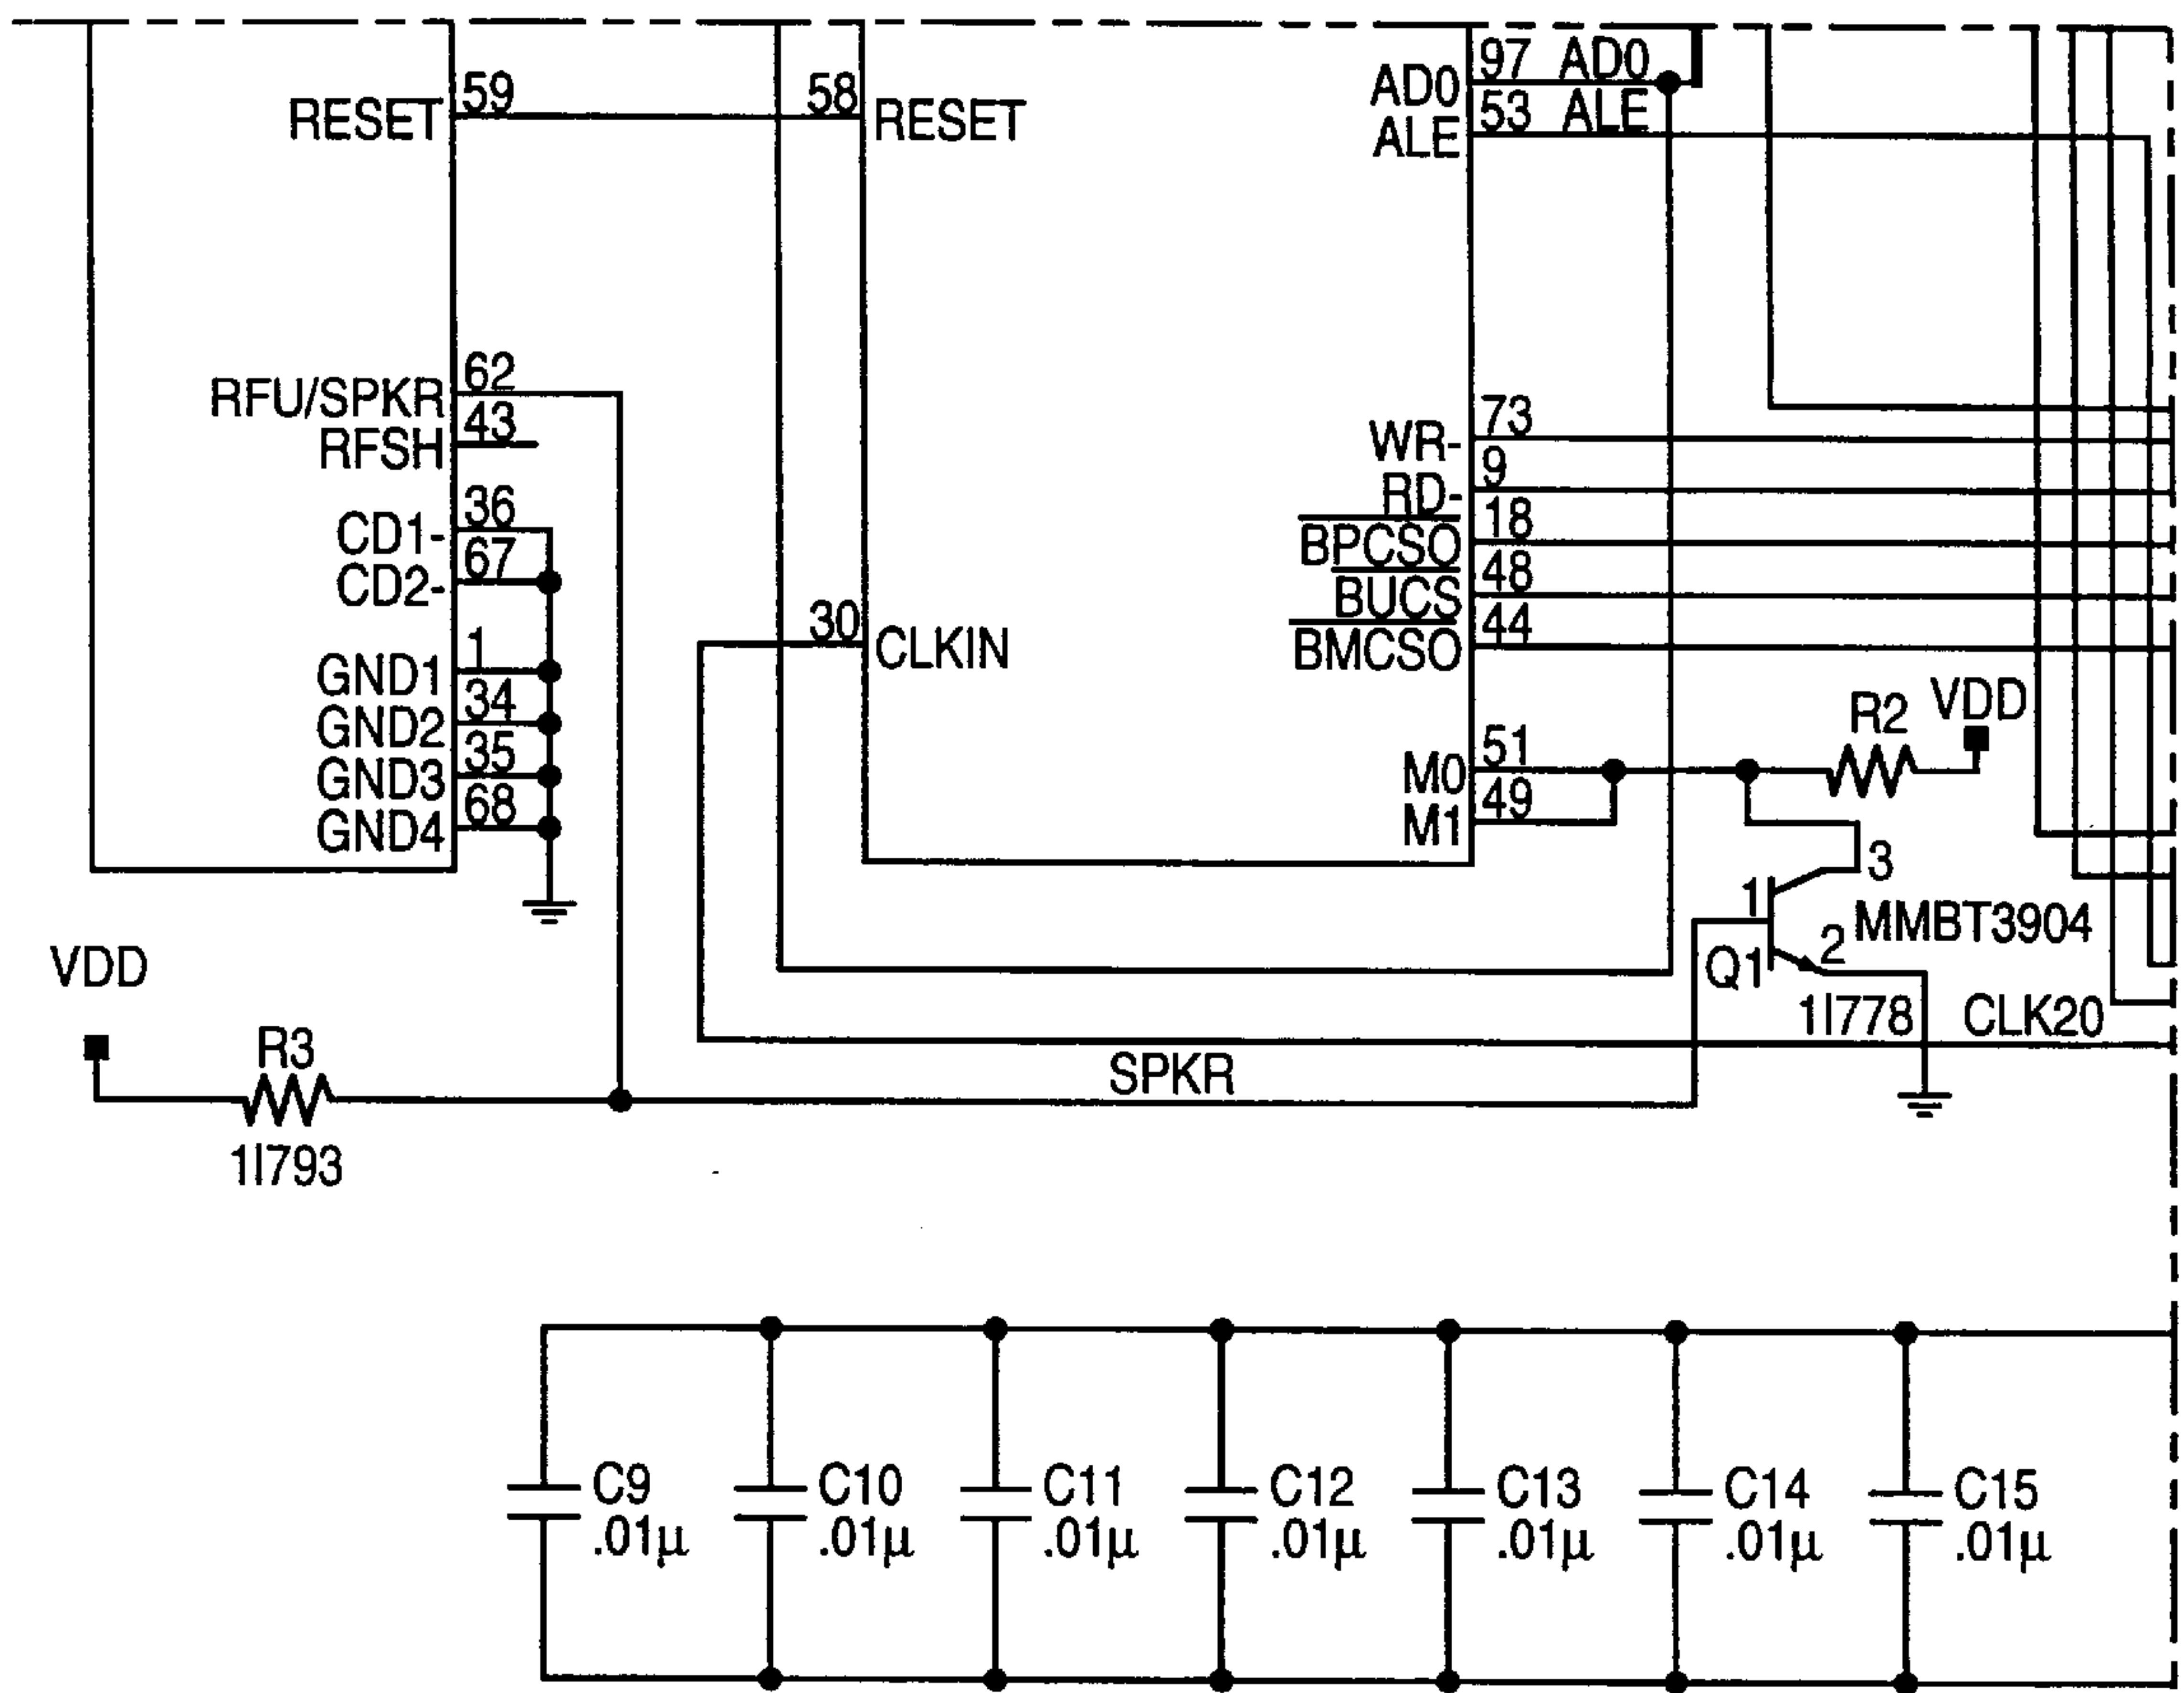 59
RESET
58
RESET
97 AD0
AD0
53 ALE
ALE
62
RFU/SPKR
43
RFSH
36
CD1-
67
CD2-
1
GND1
34
GND2
35
GND3
68
GND4
30
CLKIN
73
WR-
9
RD-
18
BPCSO
48
BUCS
44
BMCSO
51
M0
49
M1
R2
VDD
3
1
2
MMBT3904
Q1
1I778
CLK20
VDD
R3
1I793
SPKR
C9
.01µ
C10
.01µ
C11
.01µ
C12
.01µ
C13
.01µ
C14
.01µ
C15
.01µ